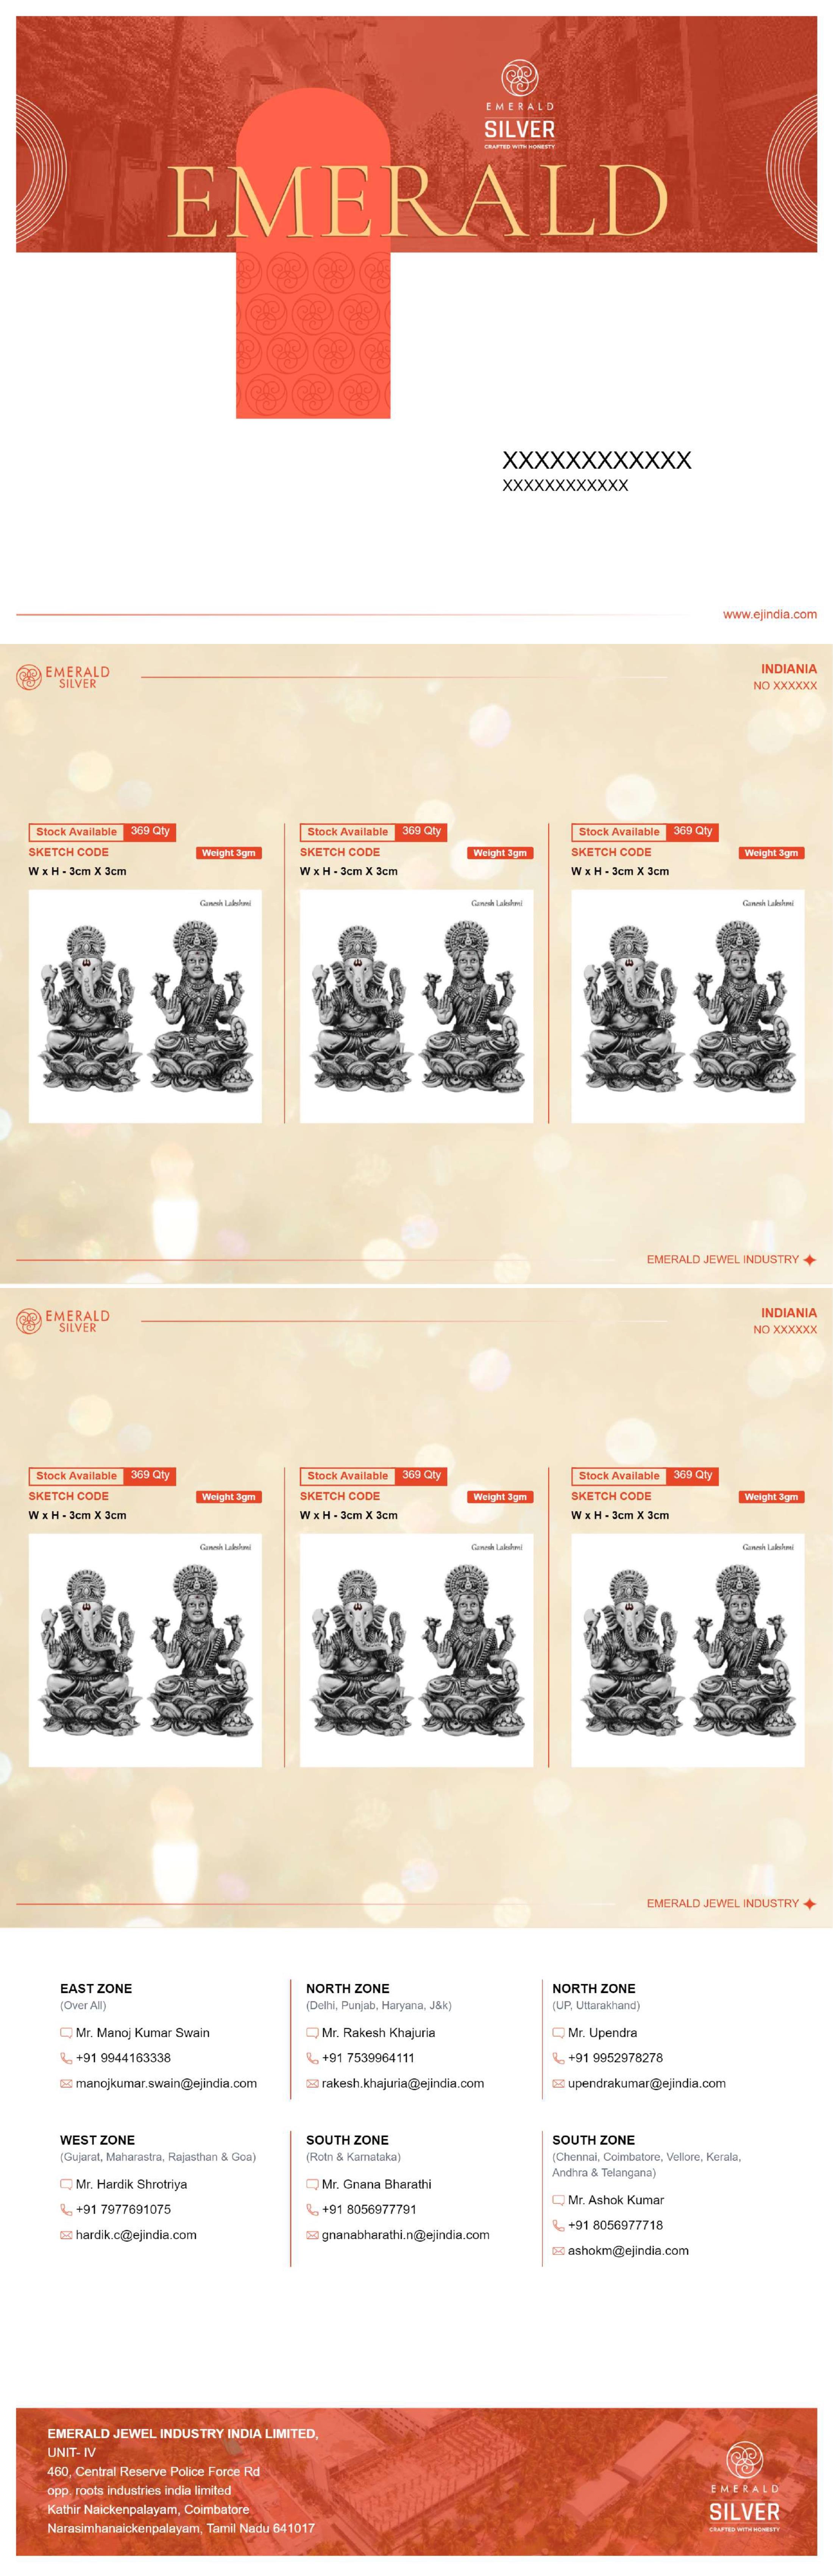 EMERALD
SILVER
CRAFTED WITH HONESTY
EMERALD
XXXXXXXXXXXX
XXXXXXXXXXXX
www.ejindia.com
EMERALD
SILVER
INDIANIA
NO XXXXXX
Stock Available 369 Qty
SKETCH CODE Weight 3gm
W x H - 3cm X 3cm
Ganesh Lakshmi
Stock Available 369 Qty
SKETCH CODE Weight 3gm
W x H - 3cm X 3cm
Ganesh Lakshmi
Stock Available 369 Qty
SKETCH CODE Weight 3gm
W x H - 3cm X 3cm
Ganesh Lakshmi
EMERALD JEWEL INDUSTRY
EMERALD
SILVER
INDIANIA
NO XXXXXX
Stock Available 369 Qty
SKETCH CODE Weight 3gm
W x H - 3cm X 3cm
Ganesh Lakshmi
Stock Available 369 Qty
SKETCH CODE Weight 3gm
W x H - 3cm X 3cm
Ganesh Lakshmi
Stock Available 369 Qty
SKETCH CODE Weight 3gm
W x H - 3cm X 3cm
Ganesh Lakshmi
EMERALD JEWEL INDUSTRY
EAST ZONE
(Over All)
Mr. Manoj Kumar Swain
+91 9944163338
manojkumar.swain@ejindia.com
NORTH ZONE
(Delhi, Punjab, Haryana, J&k)
Mr. Rakesh Khajuria
+91 7539964111
rakesh.khajuria@ejindia.com
NORTH ZONE
(UP, Uttarakhand)
Mr. Upendra
+91 9952978278
upendrakumar@ejindia.com
WEST ZONE
(Gujarat, Maharastra, Rajasthan & Goa)
Mr. Hardik Shrotriya
+91 7977691075
hardik.c@ejindia.com
SOUTH ZONE
(Rotn & Karnataka)
Mr. Gnana Bharathi
+91 8056977791
gnanabharathi.n@ejindia.com
SOUTH ZONE
(Chennai, Coimbatore, Vellore, Kerala,
Andhra & Telangana)
Mr. Ashok Kumar
+91 8056977718
ashokm@ejindia.com
EMERALD JEWEL INDUSTRY INDIA LIMITED,
UNIT- IV
460, Central Reserve Police Force Rd
opp. roots industries india limited
Kathir Naickenpalayam, Coimbatore
Narasimhanaickenpalayam, Tamil Nadu 641017
EMERALD
SILVER
CRAFTED WITH HONESTY